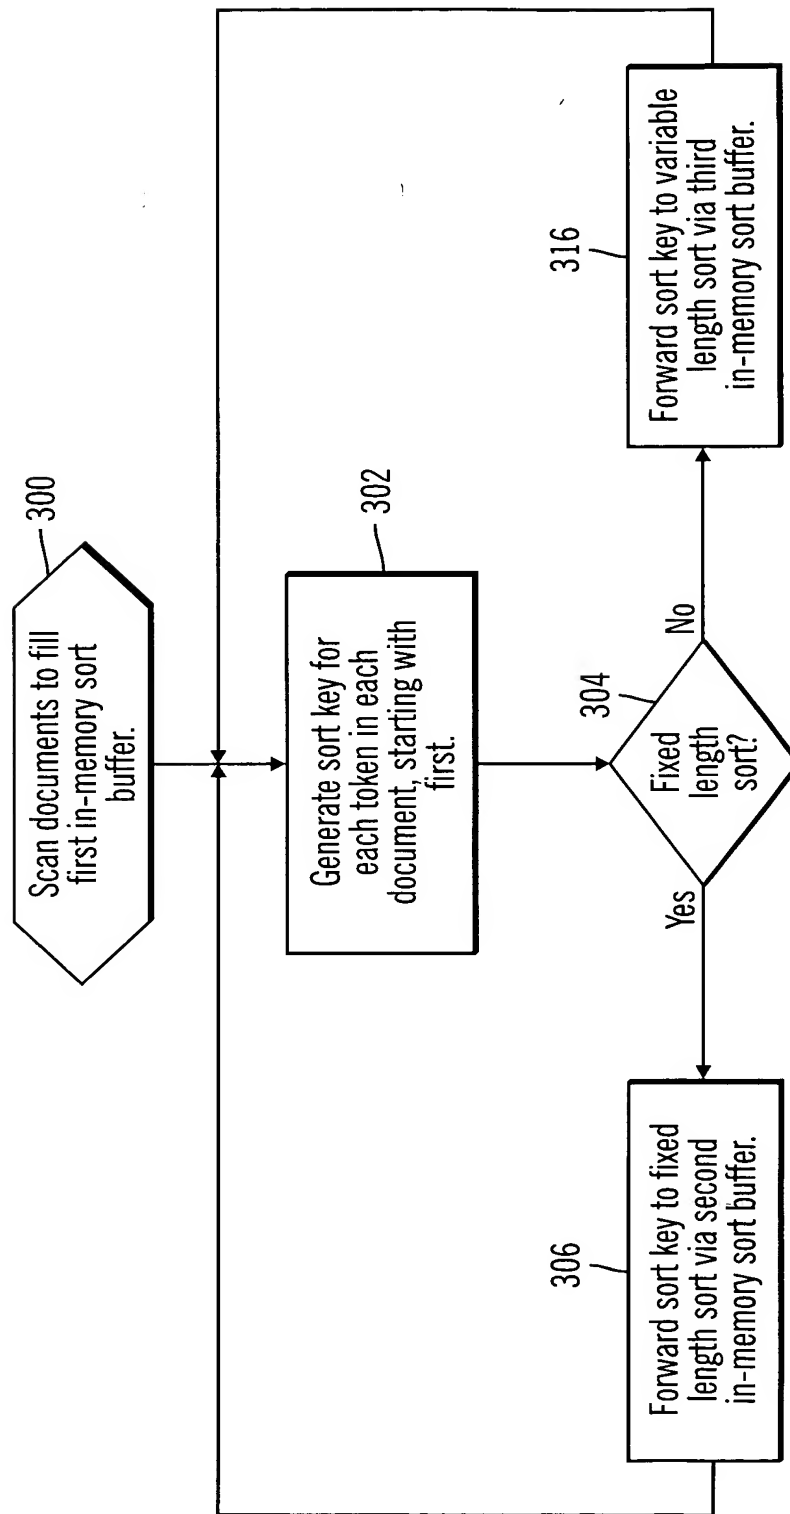 300
Scan documents to fill
first in-memory sort
buffer.
302
Generate sort key for
each token in each
document, starting with
first.
304
Fixed
length
sort?
Yes
No
306
Forward sort key to fixed
length sort via second
in-memory sort buffer.
316
Forward sort key to variable
length sort via third
in-memory sort buffer.